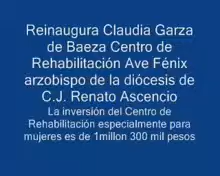 Reinaugura Claudia Garza
de Baeza Centro de
Rehabilitación Ave Fénix
arzobispo de la diócesis de
C.J. Renato Ascencio
La inversión del Centro de
Rehabilitación especialmente para
mujeres es de 1millon 300 mil pesos